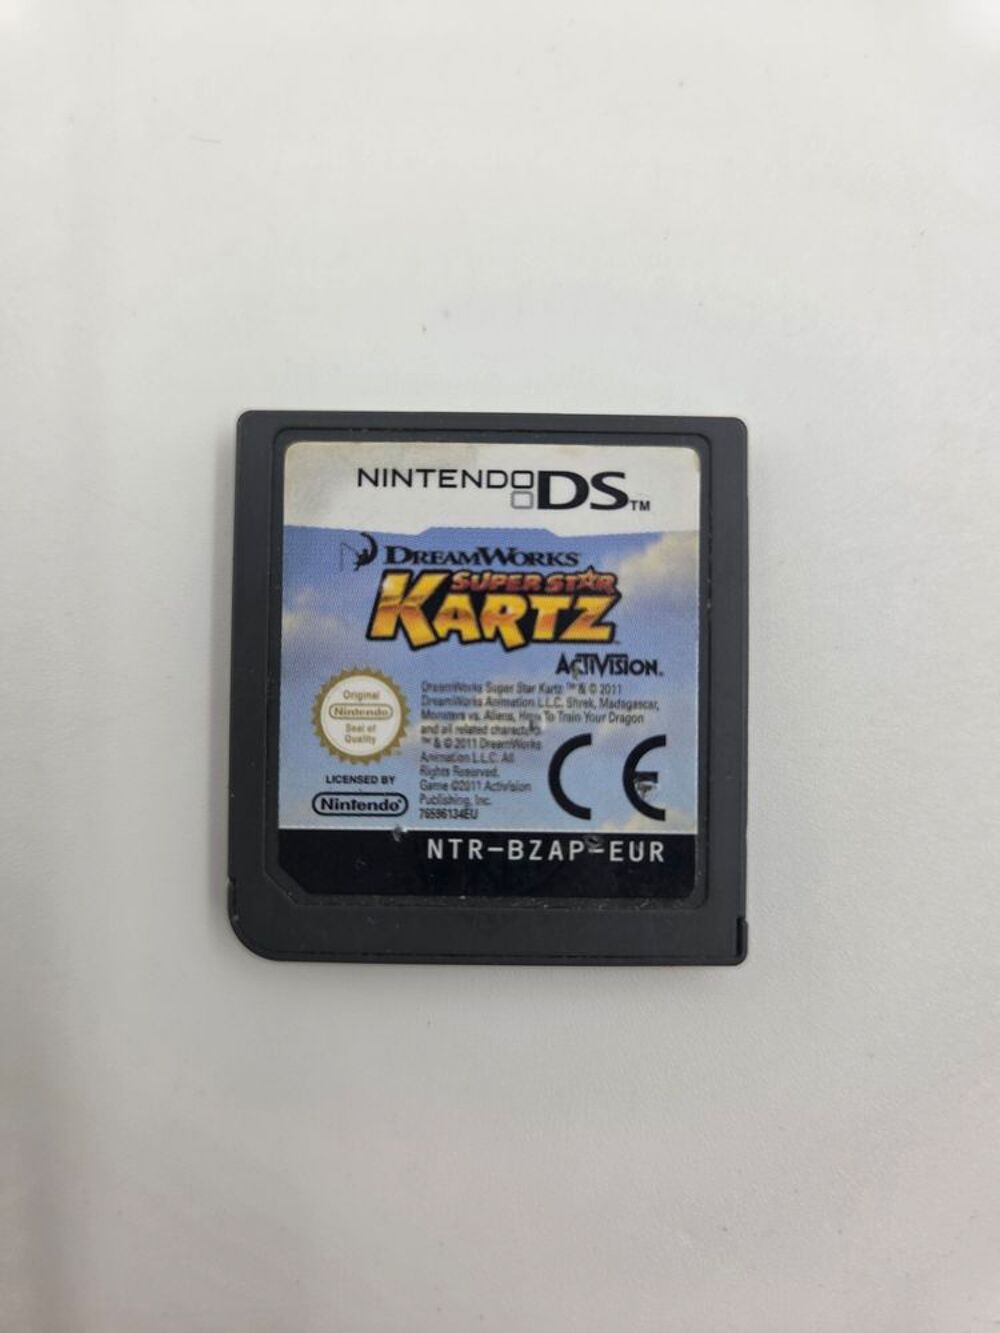 NINTENDO DS™
DREAMWORKS
SUPER STAR
KARTZ™
ACTIVISION.
Original
Nintendo
Seal of
Quality
LICENSED BY
Nintendo®
DreamWorks Super Star Kartz ™ & © 2011
DreamWorks Animation L.L.C. Shrek, Madagascar,
Monsters vs. Aliens, How To Train Your Dragon
and all related characters
™ & © 2011 DreamWorks
Animation L.L.C. All
Rights Reserved.
Game ©2011 Activision
Publishing, Inc.
76596134EU
CE
NTR-BZAP-EUR